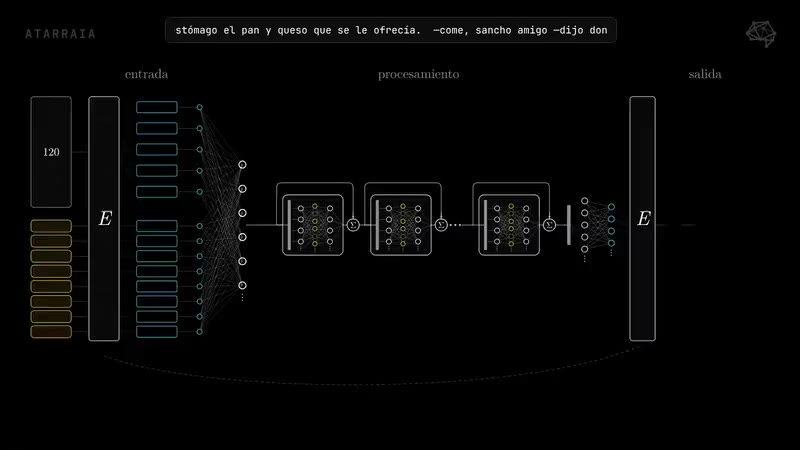 ATARRAIA
stómago el pan y queso que se le ofrecía.  —come, sancho amigo —dijo don
entrada
procesamiento
salida
120
E
Σ
Σ
Σ
E